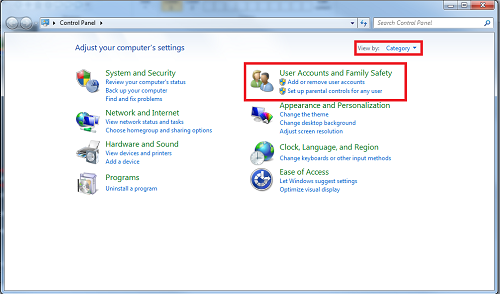 Control Panel
Search Control Panel
Adjust your computer's settings
View by: Category
System and Security
Review your computer's status
Back up your computer
Find and fix problems
Network and Internet
View network status and tasks
Choose homegroup and sharing options
Hardware and Sound
View devices and printers
Add a device
Programs
Uninstall a program
User Accounts and Family Safety
Add or remove user accounts
Set up parental controls for any user
Appearance and Personalization
Change the theme
Change desktop background
Adjust screen resolution
Clock, Language, and Region
Change keyboards or other input methods
Ease of Access
Let Windows suggest settings
Optimize visual display